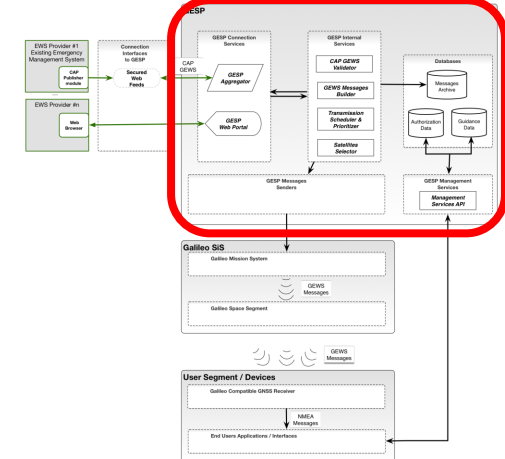 GESP
EWS Provider #1
Existing Emergency
Management System
CAP
Publisher
module
Connection
Interfaces
to GESP
Secured
Web
Feeds
CAP
GEWS
EWS Provider #n
Web
Browser
GESP Connection
Services
GESP
Aggregator
GESP
Web Portal
GESP Internal
Services
CAP GEWS
Validator
GEWS Messages
Builder
Transmission
Scheduler &
Prioritizer
Satellites
Selector
Databases
Messages
Archive
Authorization
Data
Guidance
Data
GESP Messages
Senders
GESP Management
Services
Management
Services API
Galileo SiS
Galileo Mission System
GEWS
Messages
Galileo Space Segment
GEWS
Messages
User Segment / Devices
Galileo Compatible GNSS Receiver
NMEA
Messages
End Users Applications / Interfaces